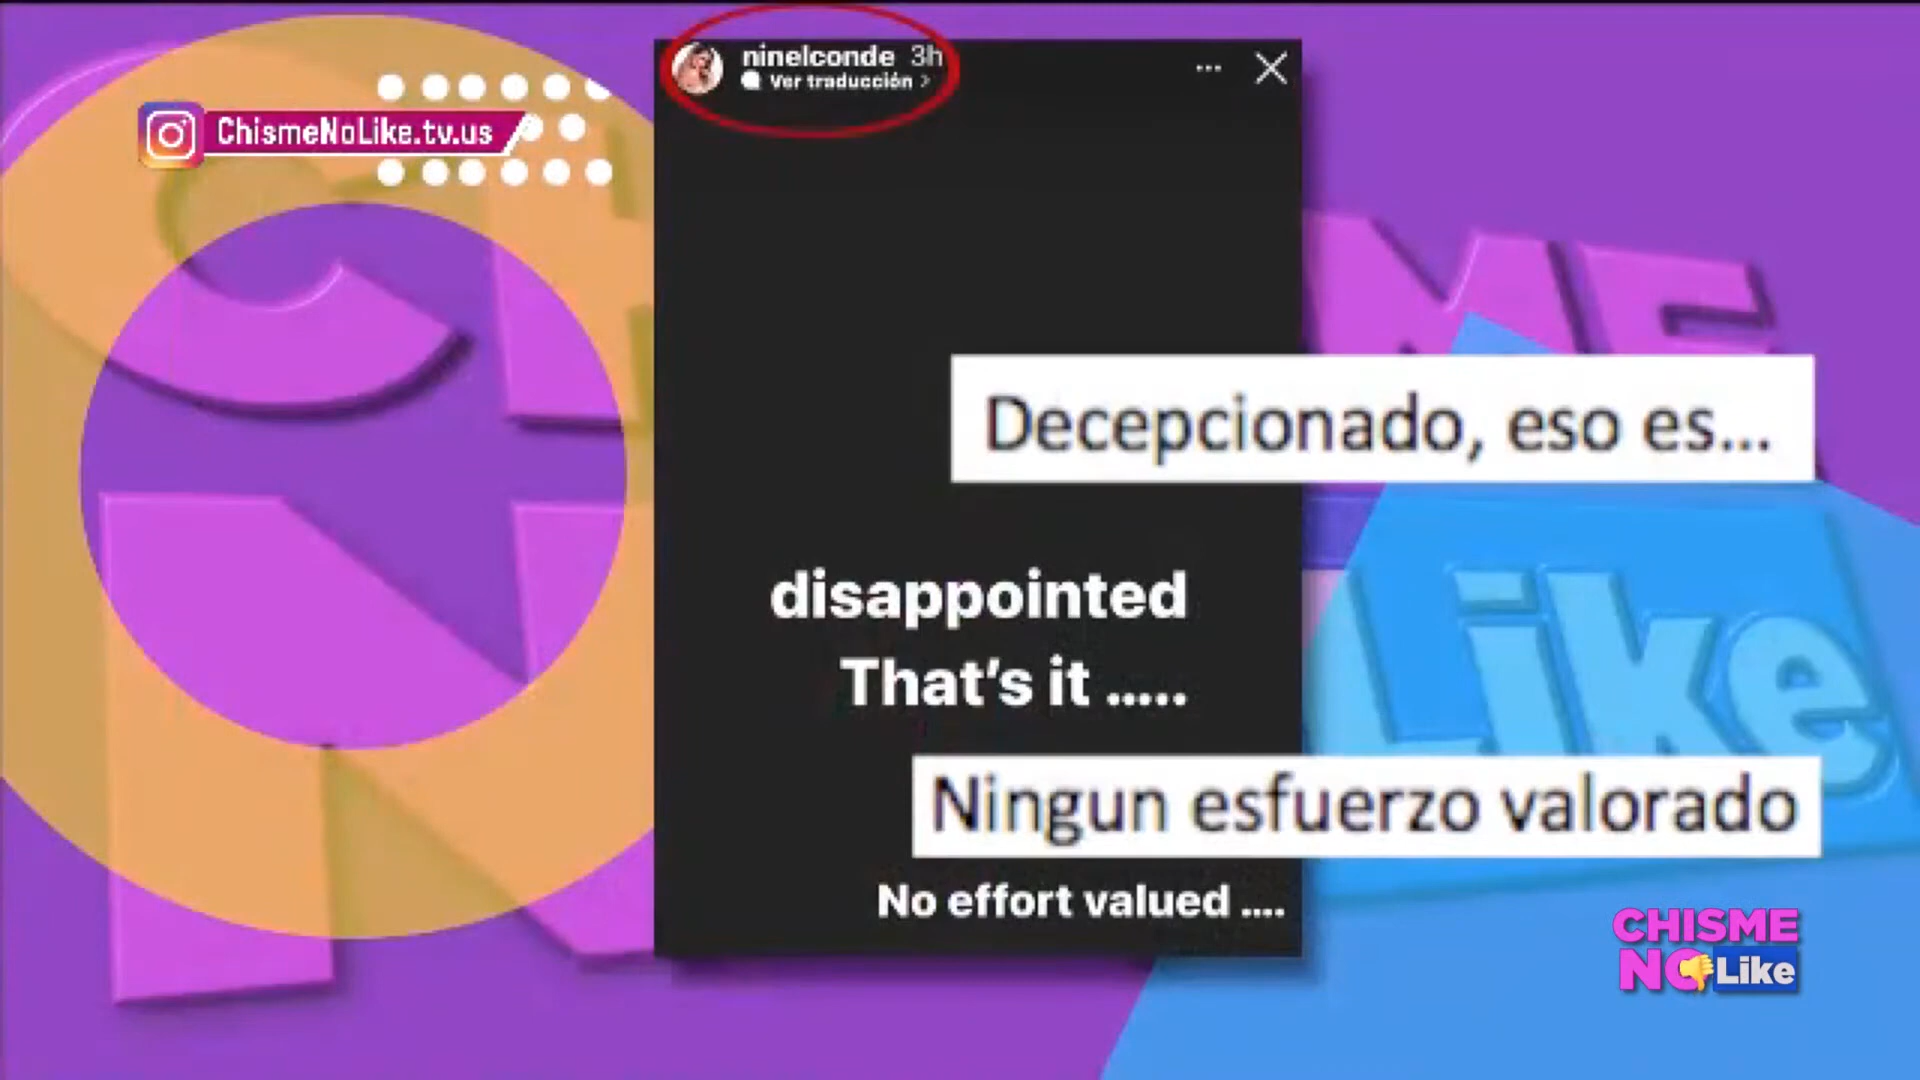 ninelconde 3h
Ver traducción >
ChismeNoLike.tv.us
Decepcionado, eso es...
disappointed
That's it .....
Ningun esfuerzo valorado
No effort valued ....
Like
CHISME
NO Like